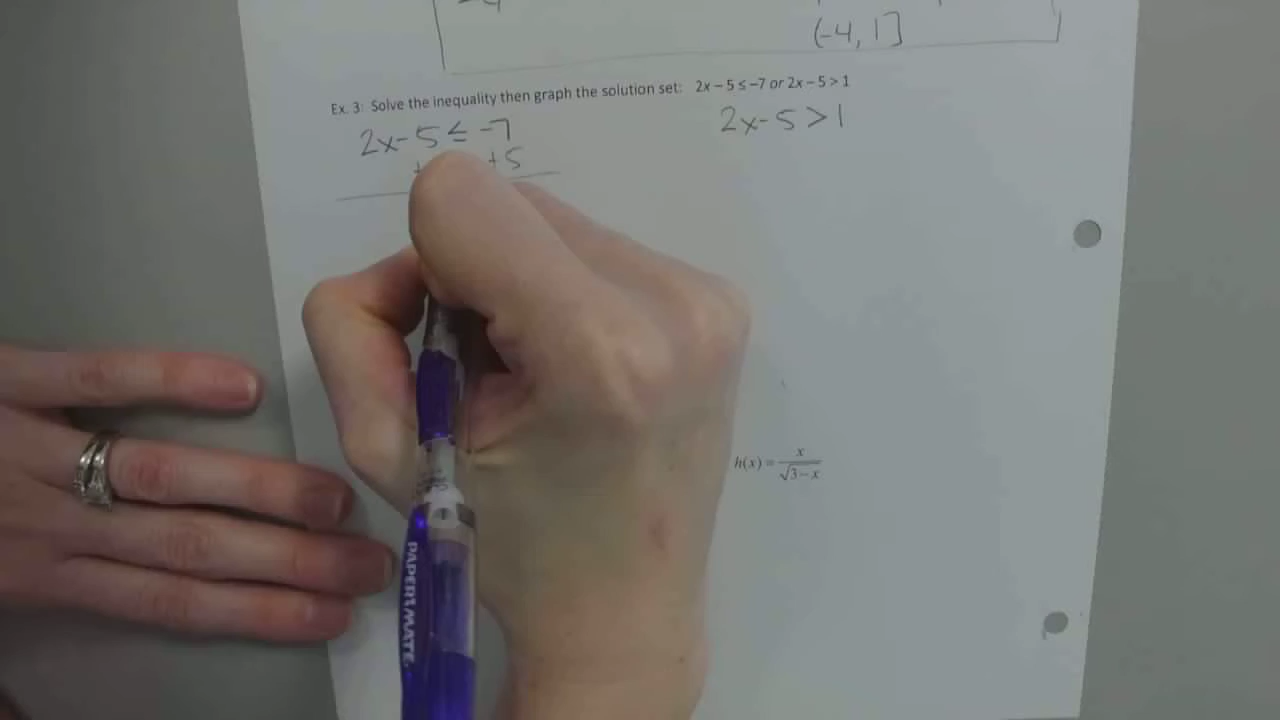 (-4, 1]
Ex. 3: Solve the inequality then graph the solution set: 2x – 5 ≤ –7 or 2x – 5 > 1
2x - 5 ≤ -7
2x - 5 > 1
+ +5
h(x) = x/√3−x
PAPERMATE